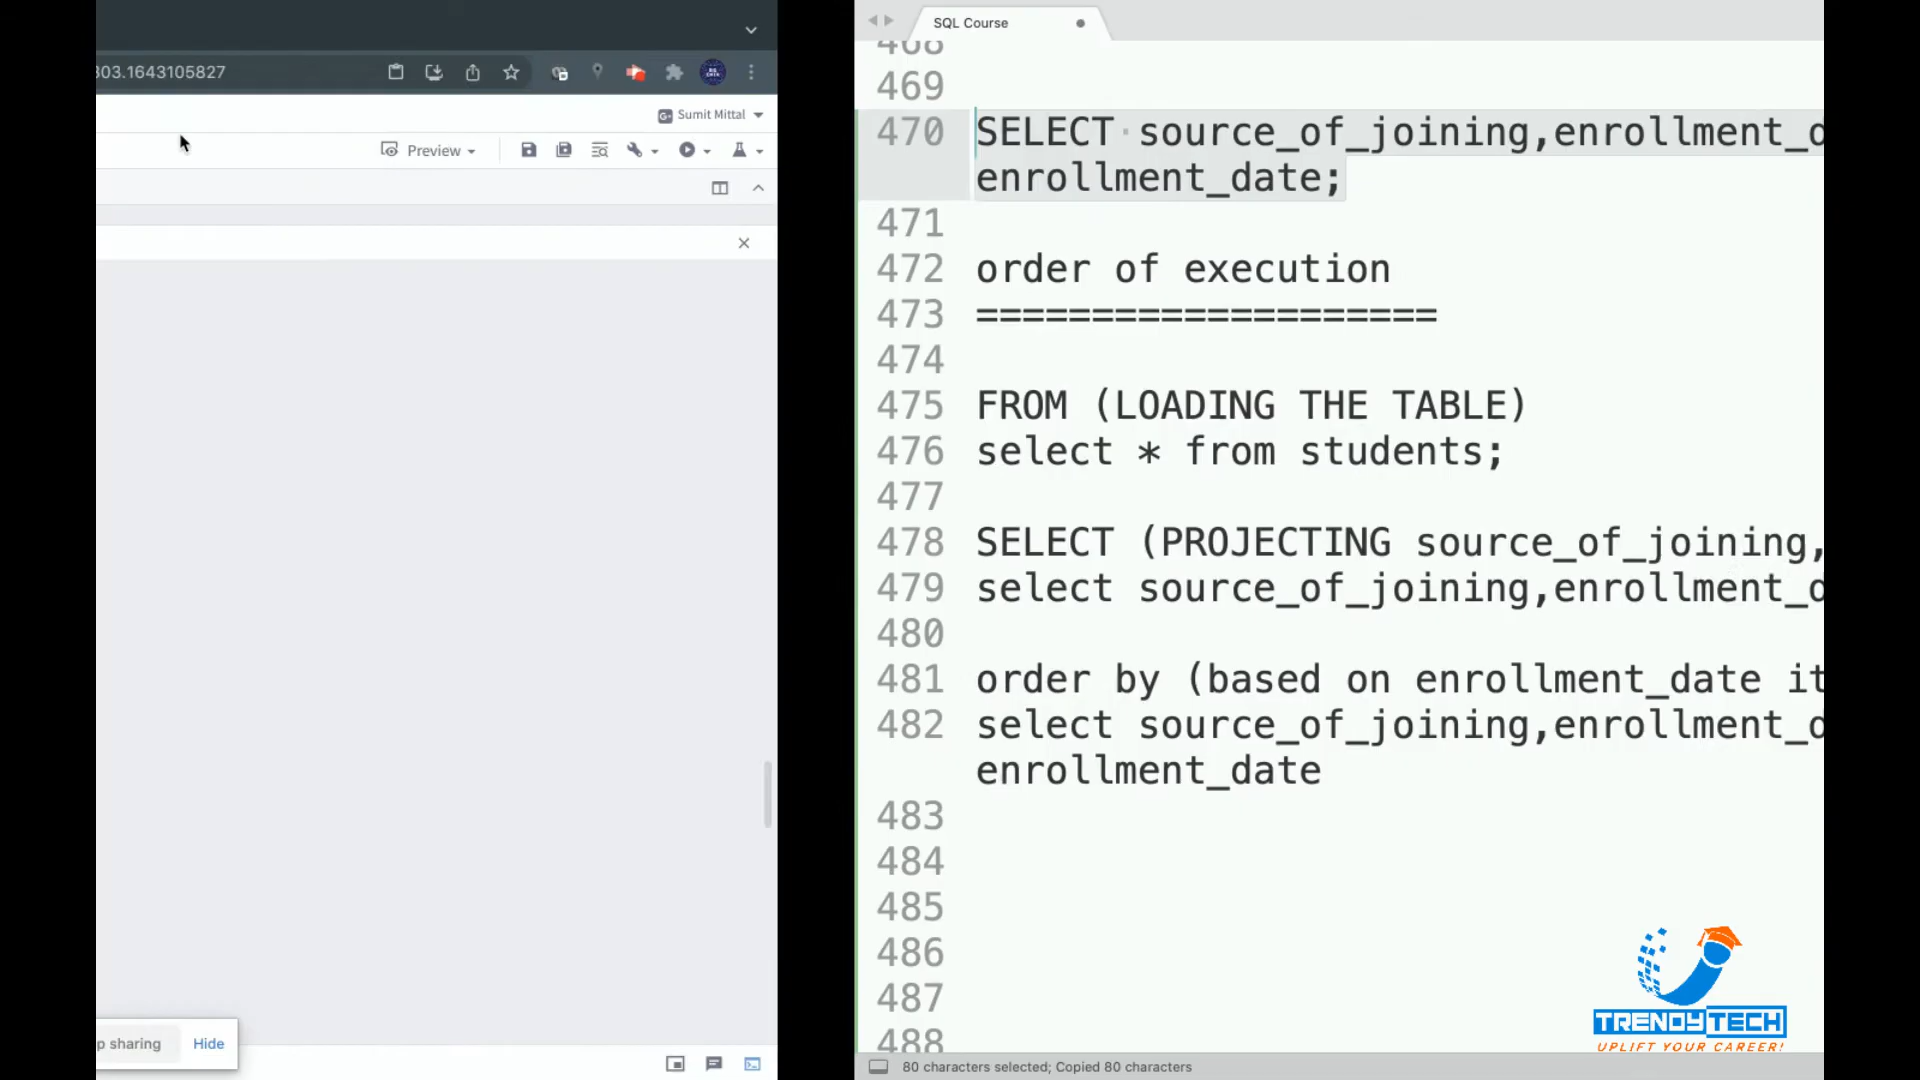 303.1643105827
Sumit Mittal
Preview
p sharing
Hide
SQL Course
468
469
470 SELECT source_of_joining,enrollment_d
enrollment_date;
471
472 order of execution
473 ====================
474
475 FROM (LOADING THE TABLE)
476 select * from students;
477
478 SELECT (PROJECTING source_of_joining,
479 select source_of_joining,enrollment_d
480
481 order by (based on enrollment_date it
482 select source_of_joining,enrollment_d
enrollment_date
483
484
485
486
487
488
TRENDYTECH
UPLIFT YOUR CAREER!
80 characters selected; Copied 80 characters